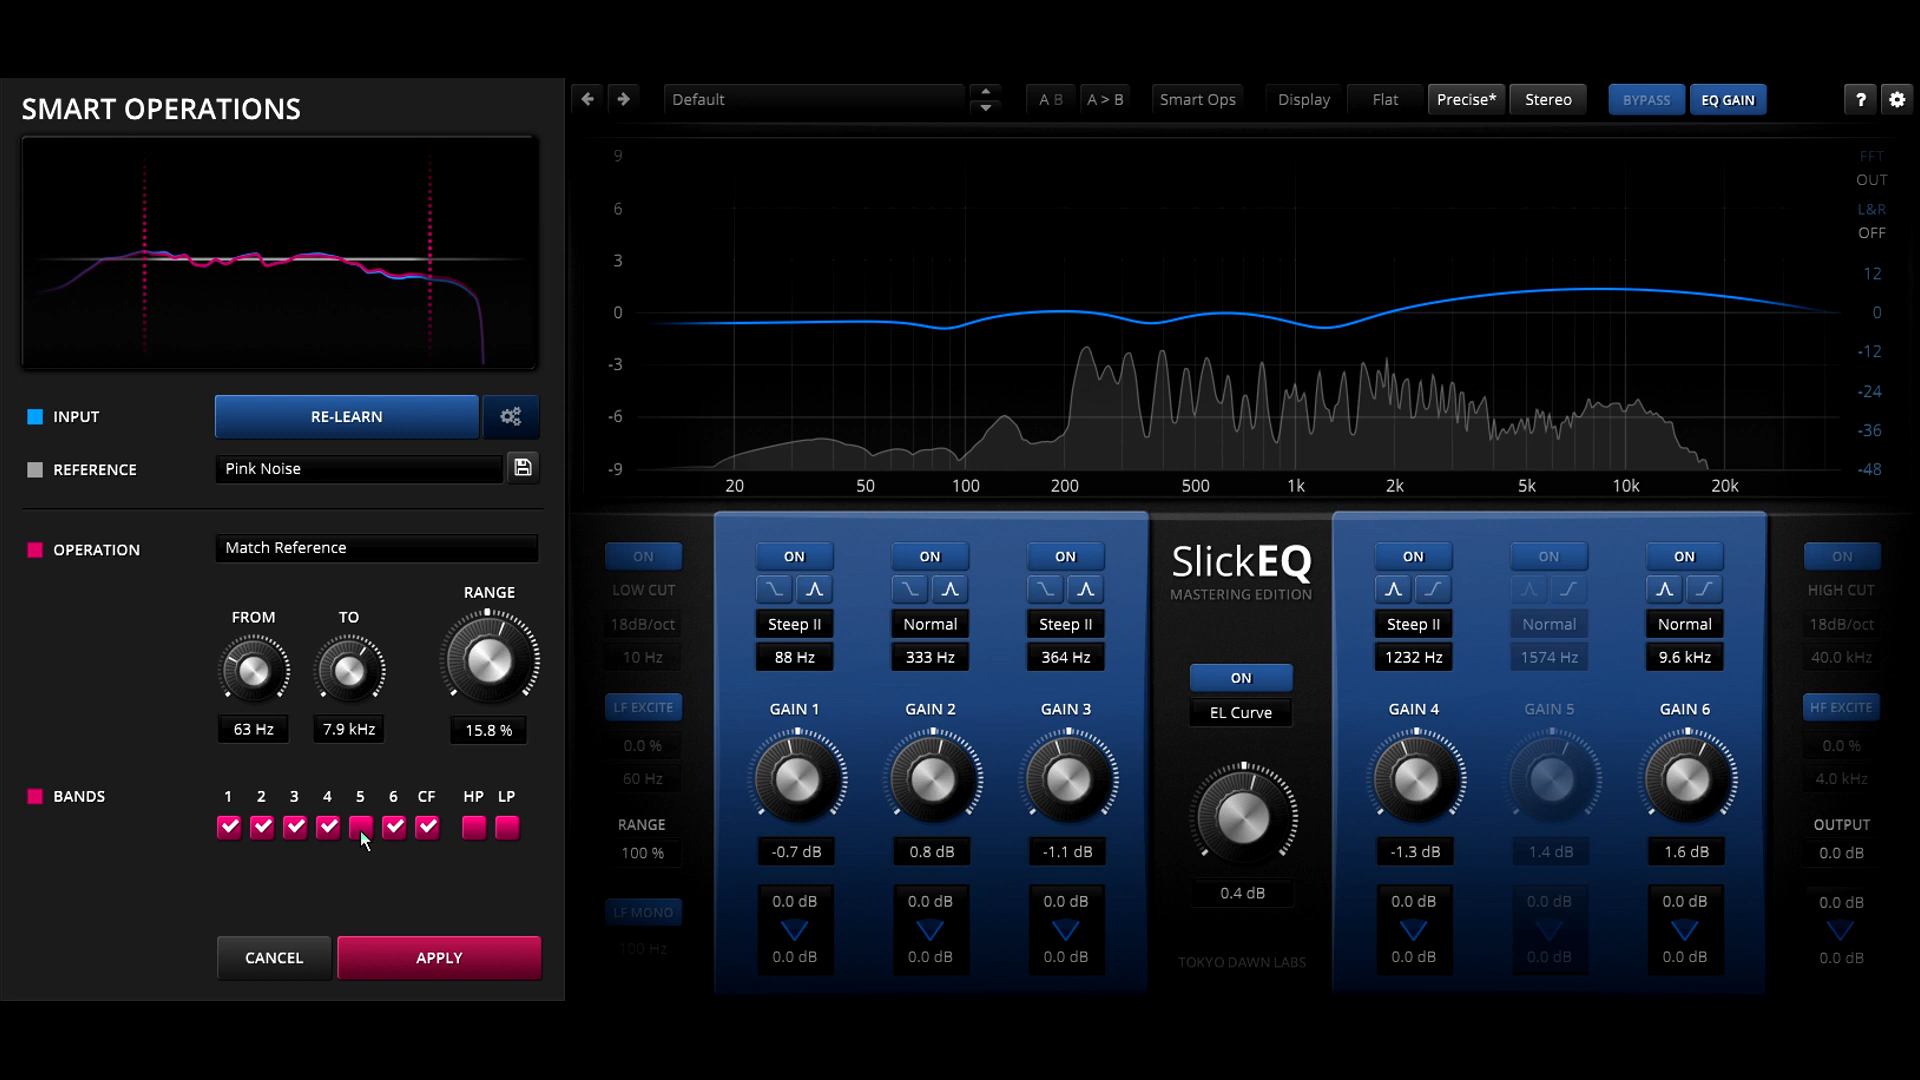 SMART OPERATIONS
INPUT
RE-LEARN
REFERENCE
Pink Noise
OPERATION
Match Reference
FROM
TO
RANGE
63 Hz
7.9 kHz
15.8 %
BANDS
1 2 3 4 5 6 CF HP LP
CANCEL
APPLY
Default
A B
A > B
Smart Ops
Display
Flat
Precise*
Stereo
BYPASS
EQ GAIN
?
9
6
3
0
-3
-6
-9
FFT
OUT
L&R
OFF
12
0
-12
-24
-36
-48
20 50 100 200 500 1k 2k 5k 10k 20k
ON
LOW CUT
18dB/oct
10 Hz
LF EXCITE
0.0 %
60 Hz
RANGE
100 %
LF MONO
100 Hz
ON
Steep II
88 Hz
GAIN 1
-0.7 dB
0.0 dB
0.0 dB
ON
Normal
333 Hz
GAIN 2
0.8 dB
0.0 dB
0.0 dB
ON
Steep II
364 Hz
GAIN 3
-1.1 dB
0.0 dB
0.0 dB
SlickEQ
MASTERING EDITION
ON
EL Curve
0.4 dB
TOKYO DAWN LABS
ON
Steep II
1232 Hz
GAIN 4
-1.3 dB
0.0 dB
0.0 dB
ON
Normal
1574 Hz
GAIN 5
1.4 dB
0.0 dB
0.0 dB
ON
Normal
9.6 kHz
GAIN 6
1.6 dB
0.0 dB
0.0 dB
ON
HIGH CUT
18dB/oct
40.0 kHz
HF EXCITE
0.0 %
4.0 kHz
OUTPUT
0.0 dB
0.0 dB
0.0 dB